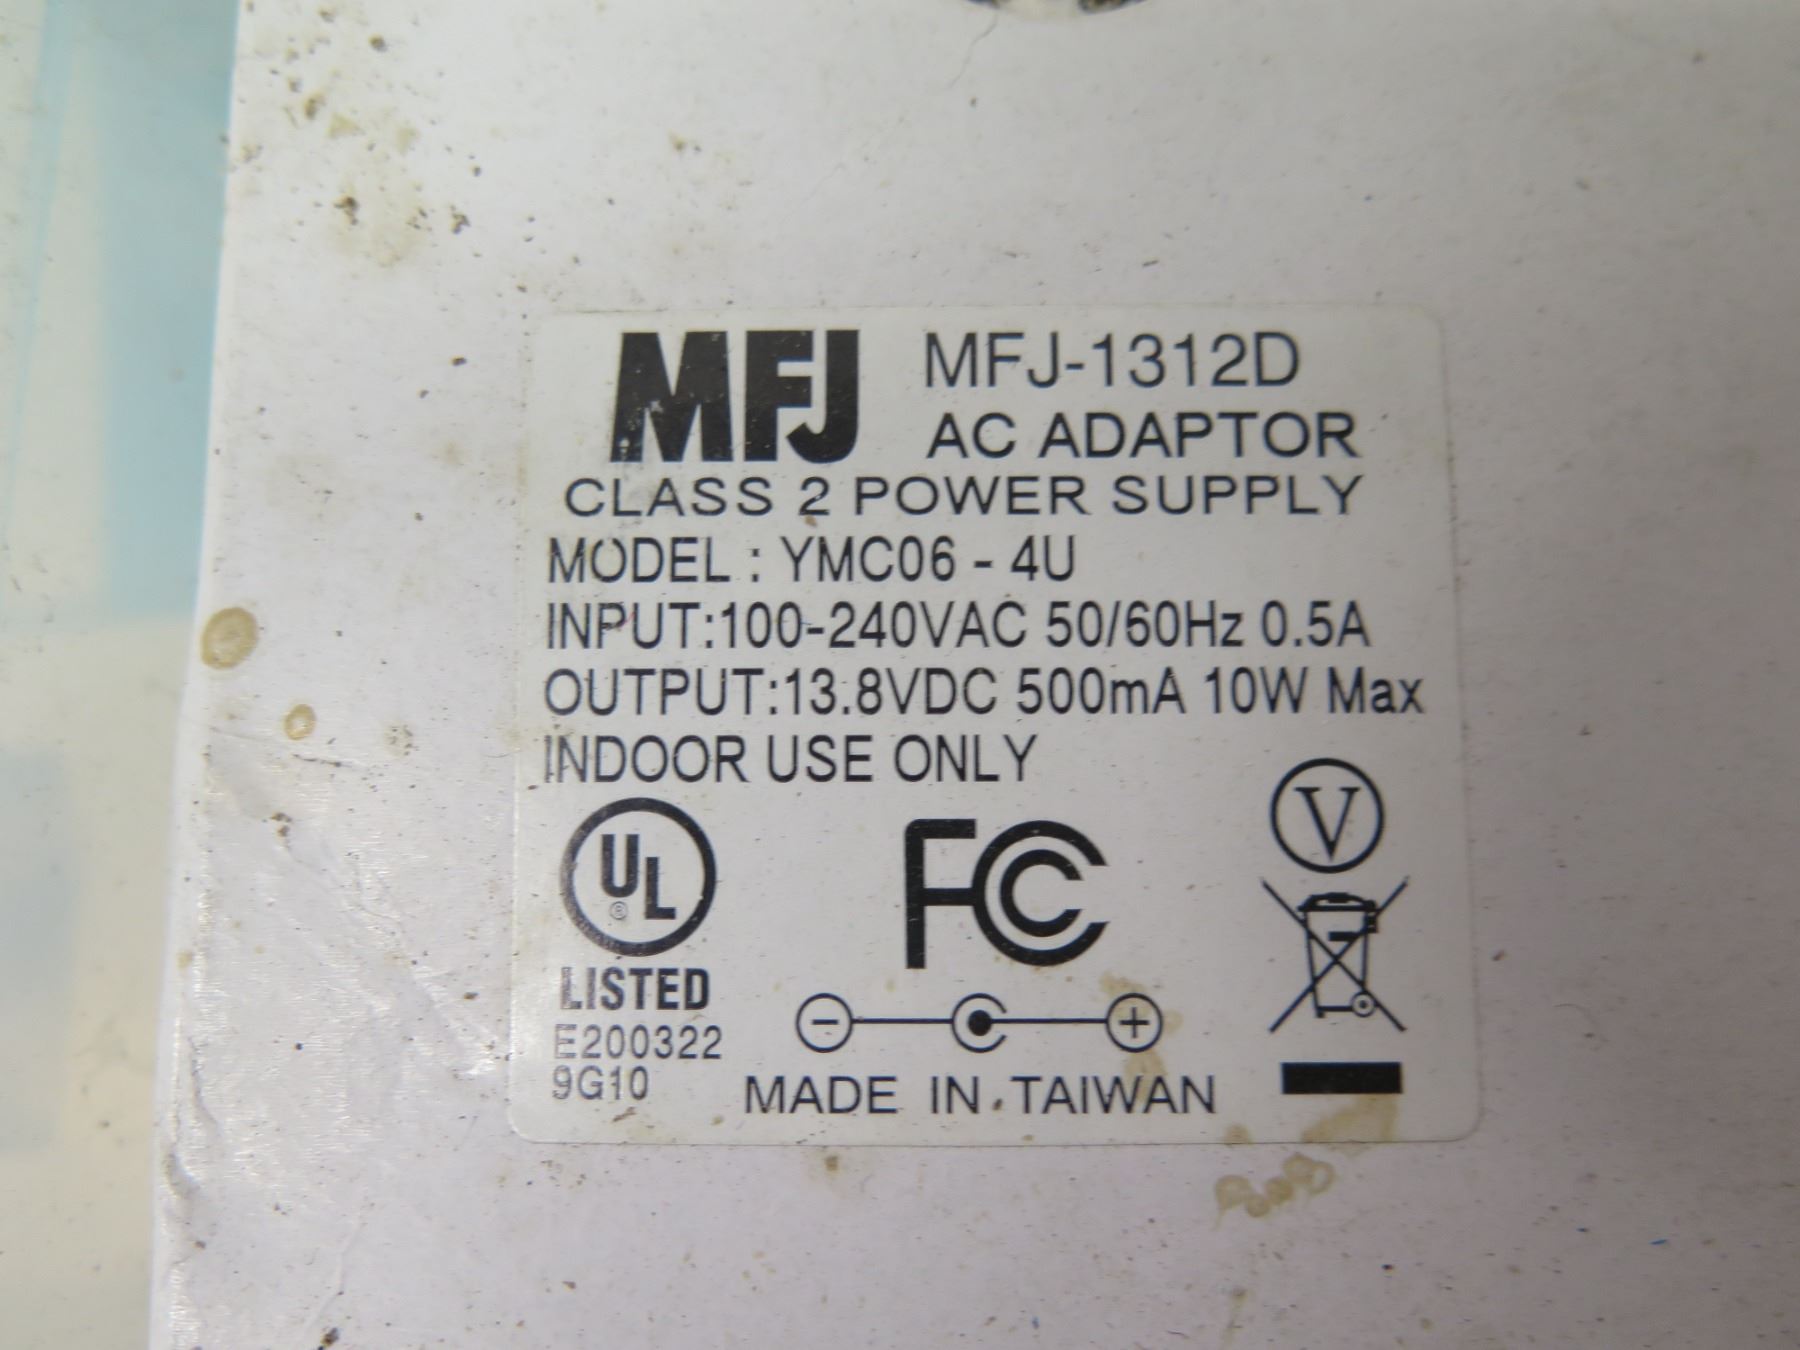 MFJ MFJ-1312D
AC ADAPTOR
CLASS 2 POWER SUPPLY
MODEL : YMC06 - 4U
INPUT:100-240VAC 50/60Hz 0.5A
OUTPUT:13.8VDC 500mA 10W Max
INDOOR USE ONLY
UL ®
LISTED
E200322
9G10
FC
V
MADE IN TAIWAN